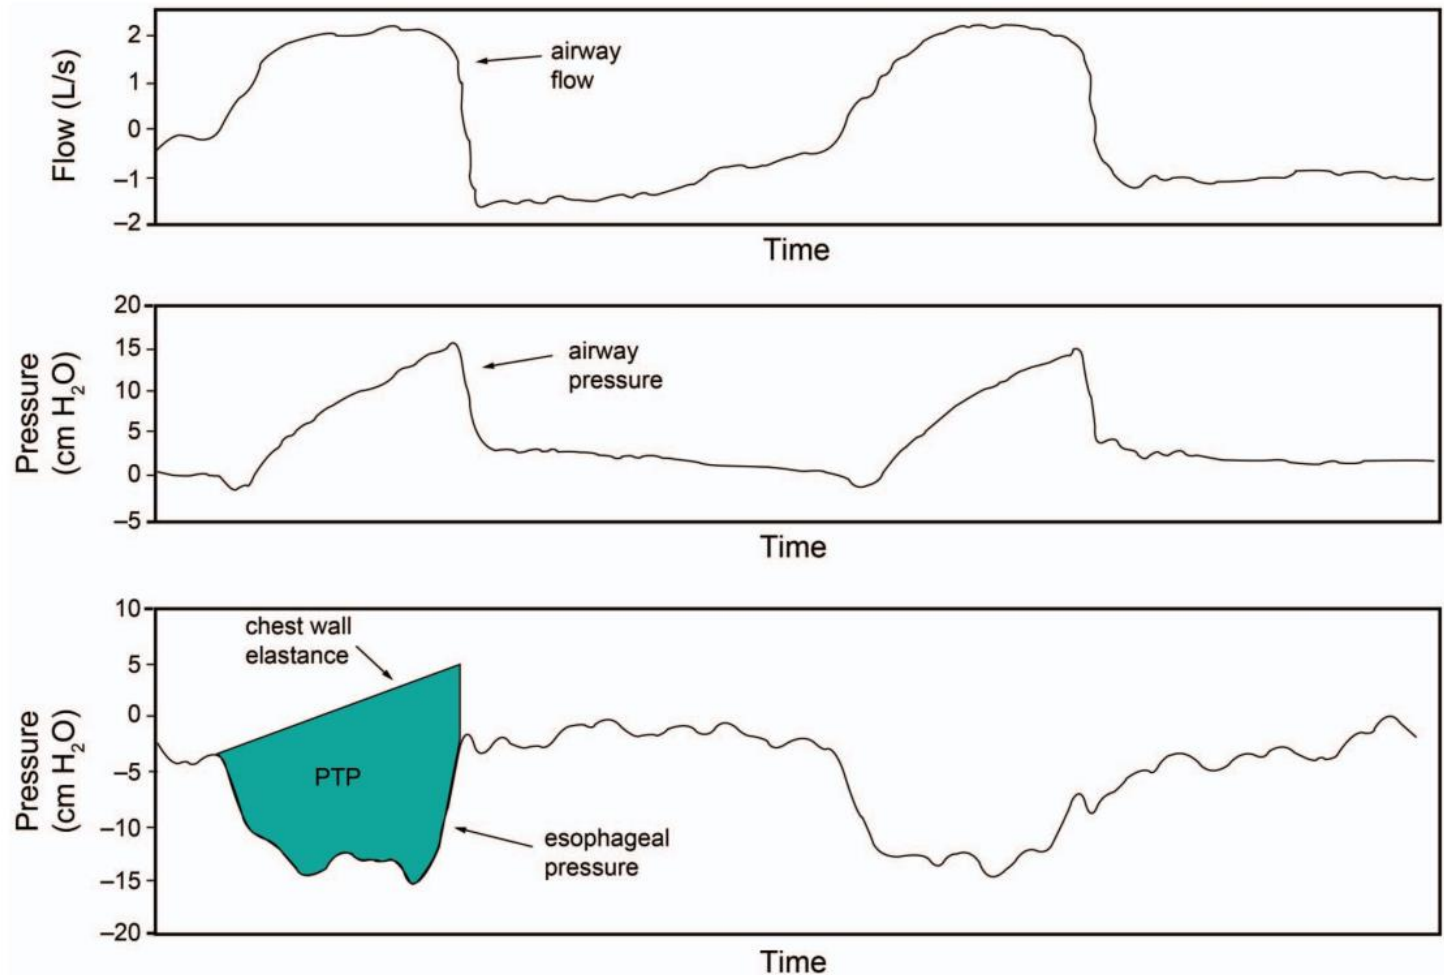 Flow (L/s)
2
1
0
–1
–2
airway
flow
Time
Pressure
(cm H₂O)
20
15
10
5
0
–5
airway
pressure
Time
Pressure
(cm H₂O)
10
5
0
–5
–10
–15
–20
chest wall
elastance
PTP
esophageal
pressure
Time